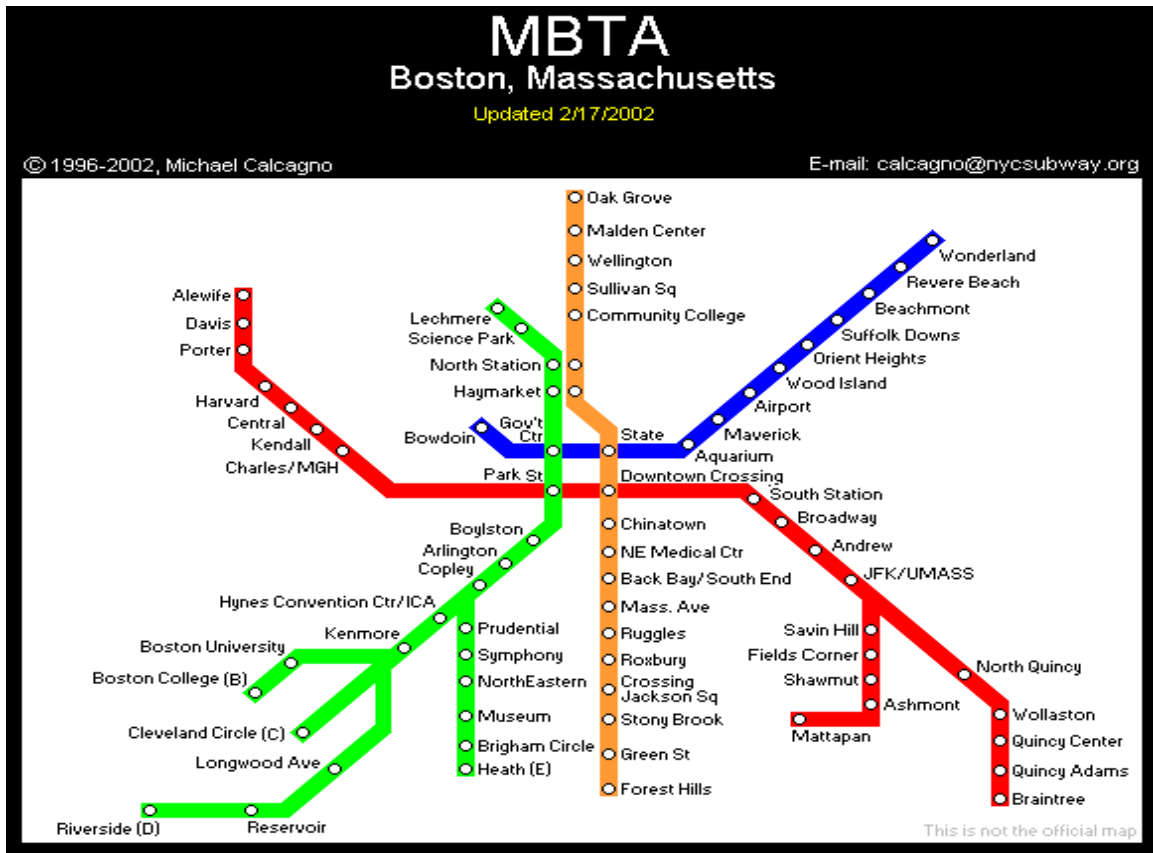 MBTA
Boston, Massachusetts
Updated 2/17/2002
© 1996-2002, Michael Calcagno
E-mail: calcagno@nycsubway.org
Oak Grove
Malden Center
Wellington
Sullivan Sq
Community College
Wonderland
Revere Beach
Beachmont
Suffolk Downs
Orient Heights
Wood Island
Airport
Maverick
Aquarium
Alewife
Davis
Porter
Harvard
Central
Kendall
Charles/MGH
Lechmere
Science Park
North Station
Haymarket
Gov't
Ctr
Bowdoin
State
Park St
Downtown Crossing
South Station
Broadway
Andrew
JFK/UMASS
Chinatown
NE Medical Ctr
Back Bay/South End
Mass. Ave
Ruggles
Roxbury
Crossing
Jackson Sq
Stony Brook
Green St
Forest Hills
Boylston
Arlington
Copley
Hynes Convention Ctr/ICA
Kenmore
Boston University
Boston College (B)
Cleveland Circle (C)
Longwood Ave
Riverside (D)
Reservoir
Prudential
Symphony
NorthEastern
Museum
Brigham Circle
Heath (E)
Savin Hill
Fields Corner
Shawmut
Ashmont
Mattapan
North Quincy
Wollaston
Quincy Center
Quincy Adams
Braintree
This is not the official map